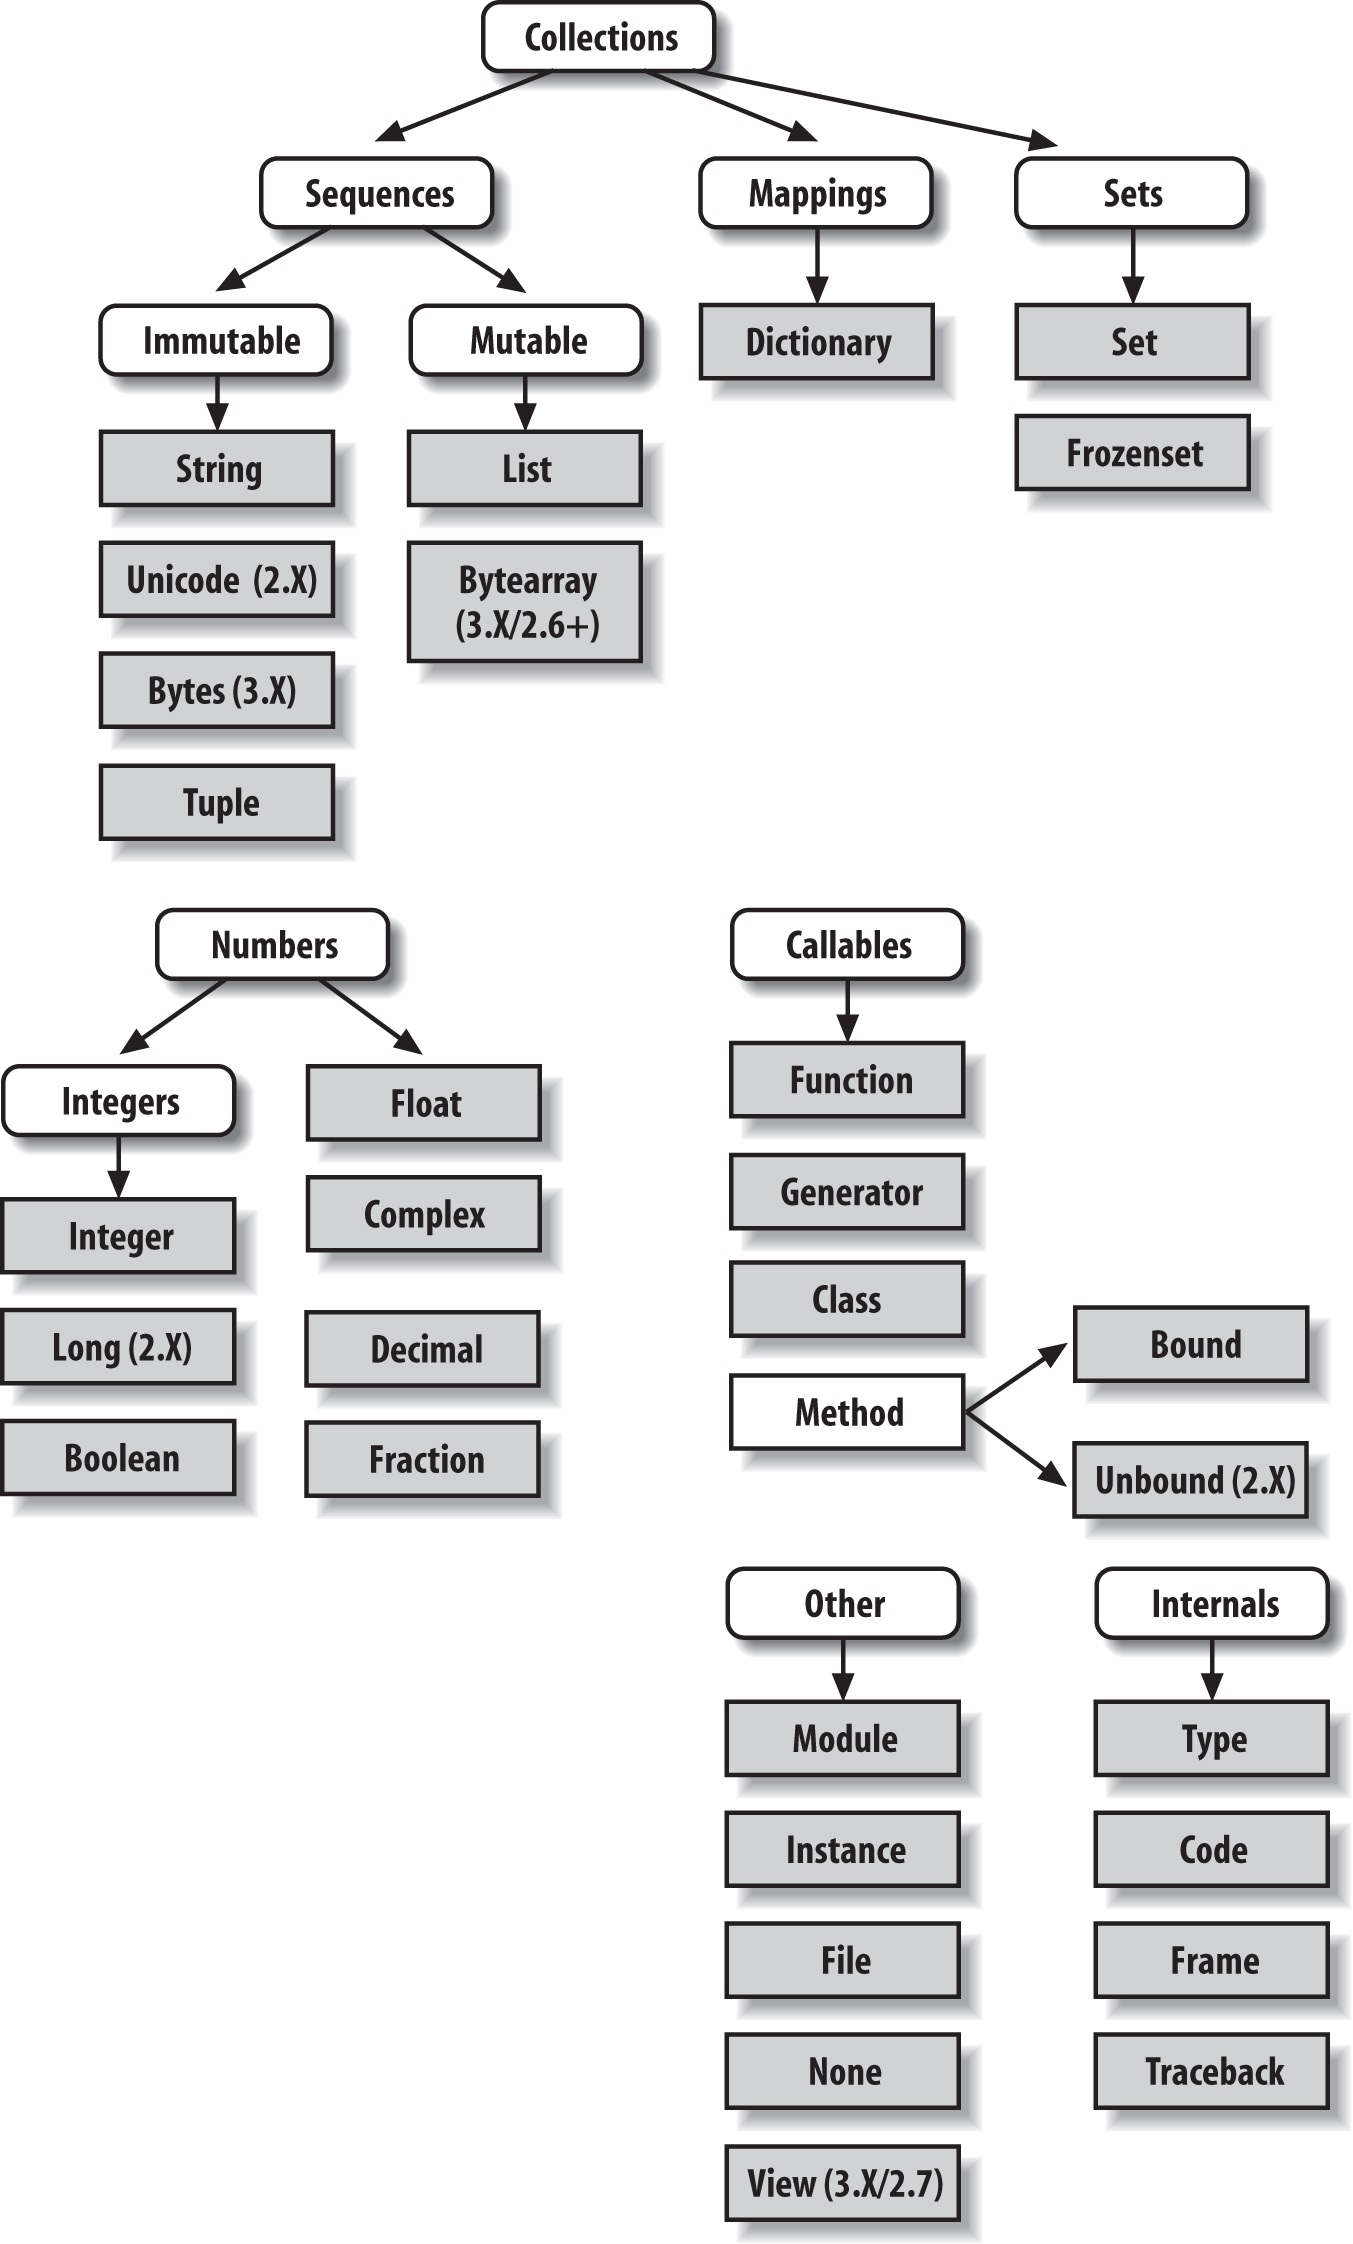 Collections
Sequences
Mappings
Sets
Immutable
Mutable
Dictionary
Set
Frozenset
String
List
Unicode (2.X)
Bytearray
(3.X/2.6+)
Bytes (3.X)
Tuple
Numbers
Integers
Float
Integer
Complex
Long (2.X)
Decimal
Boolean
Fraction
Callables
Function
Generator
Class
Method
Bound
Unbound (2.X)
Other
Module
Instance
File
None
View (3.X/2.7)
Internals
Type
Code
Frame
Traceback